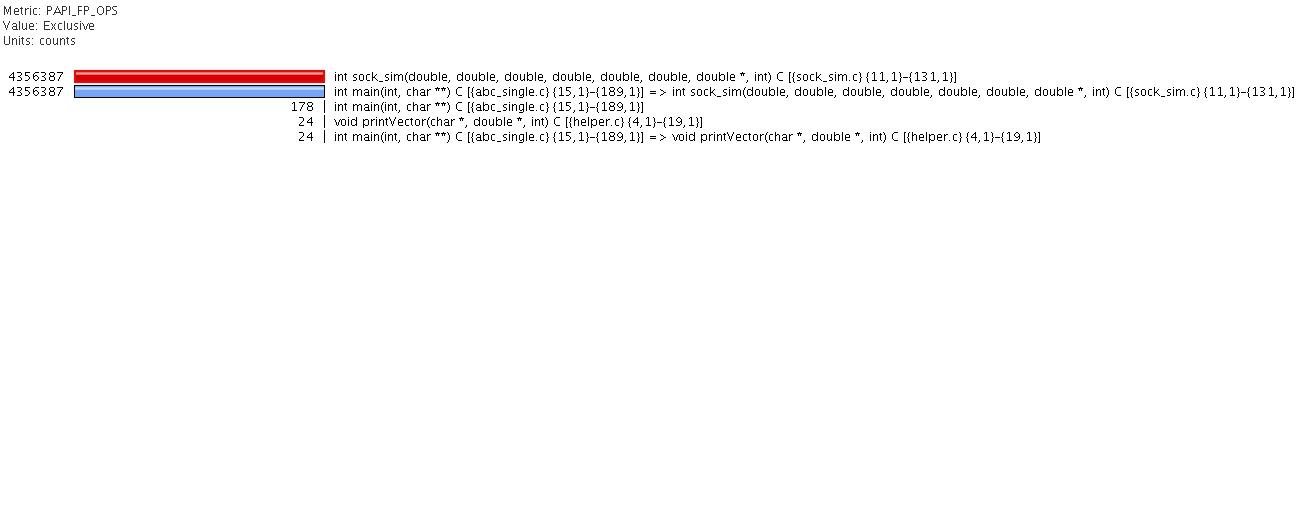 Metric: PAPI_FP_OPS
Value: Exclusive
Units: counts
4356387 int sock_sim(double, double, double, double, double, double, double *, int) C [{sock_sim.c} {11,1}-{131,1}]
4356387 int main(int, char **) C [{abc_single.c} {15,1}-{189,1}] => int sock_sim(double, double, double, double, double, double, double *, int) C [{sock_sim.c} {11,1}-{131,1}]
178 int main(int, char **) C [{abc_single.c} {15,1}-{189,1}]
24 void printVector(char *, double *, int) C [{helper.c} {4,1}-{19,1}]
24 int main(int, char **) C [{abc_single.c} {15,1}-{189,1}] => void printVector(char *, double *, int) C [{helper.c} {4,1}-{19,1}]